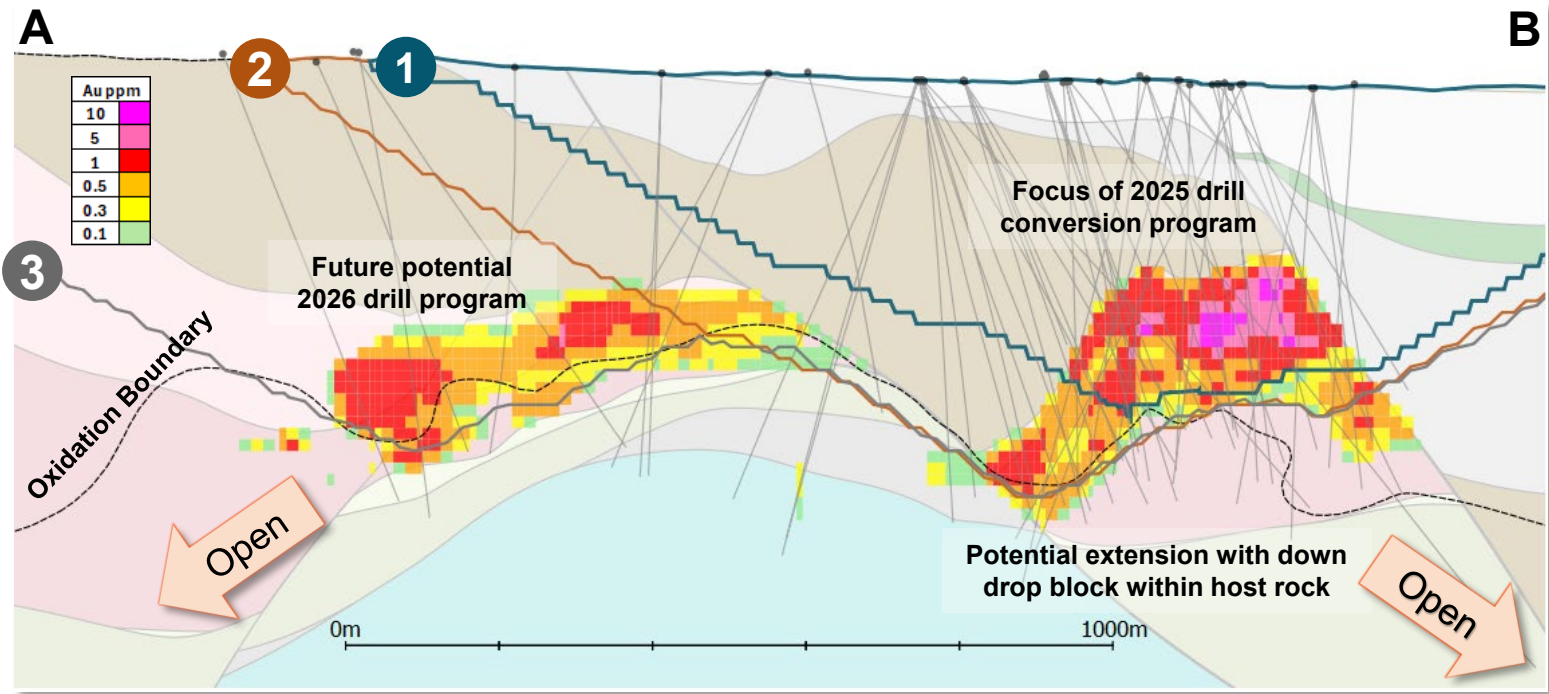 A
B
2
1
Au ppm
10
5
1
0.5
0.3
0.1
Focus of 2025 drill
conversion program
3
Future potential
2026 drill program
Oxidation Boundary
Open
Potential extension with down
drop block within host rock
Open
0m
1000m